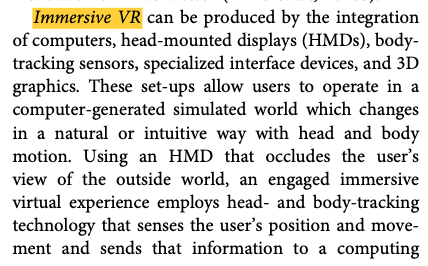 Immersive VR can be produced by the integration
of computers, head-mounted displays (HMDs), body-
tracking sensors, specialized interface devices, and 3D
graphics. These set-ups allow users to operate in a
computer-generated simulated world which changes
in a natural or intuitive way with head and body
motion. Using an HMD that occludes the user's
view of the outside world, an engaged immersive
virtual experience employs head- and body-tracking
technology that senses the user's position and move-
ment and sends that information to a computing